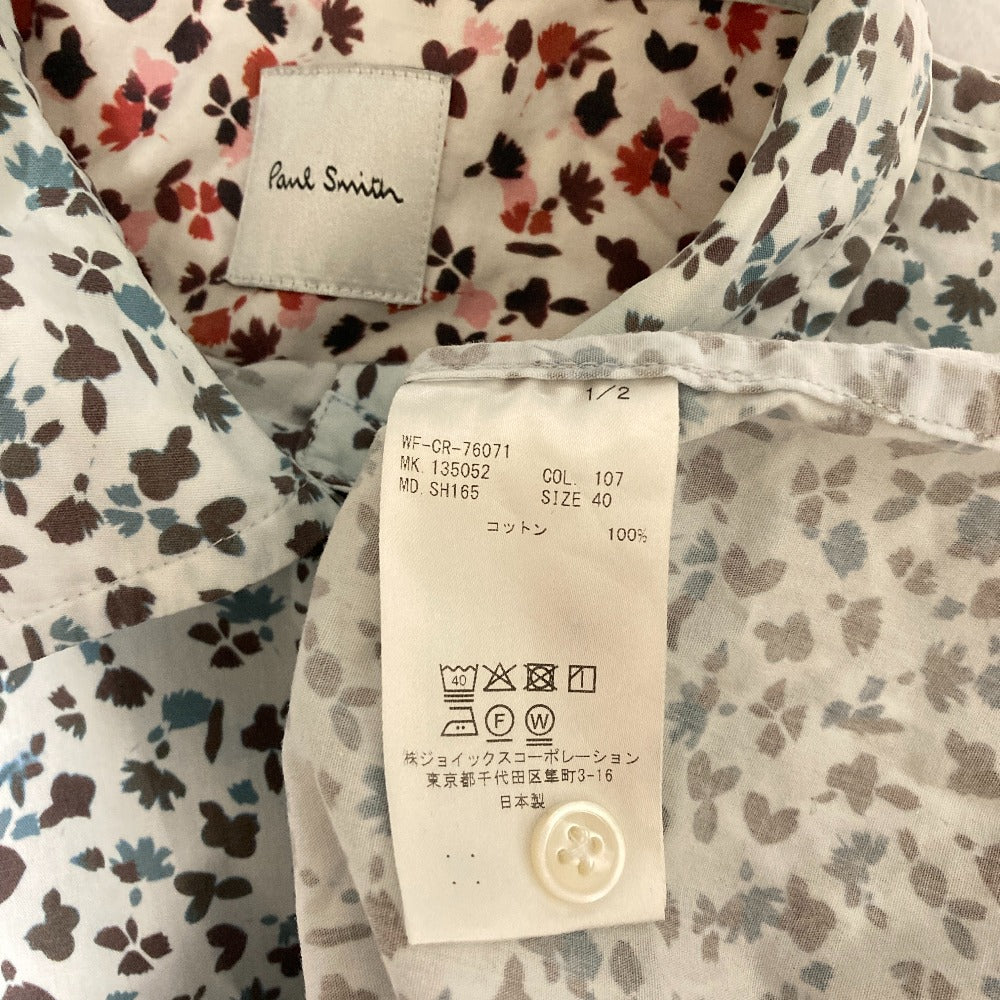 Paul Smith
1/2
WF-CR-76071
MK. 135052 COL. 107
MD. SH165 SIZE 40
コットン 100%
40
F W
㈱ジョイックスコーポレーション
東京都千代田区隼町3-16
日本製